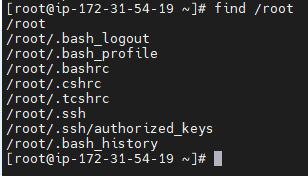 [root@ip-172-31-54-19 ~]# find /root
/root
/root/.bash_logout
/root/.bash_profile
/root/.bashrc
/root/.cshrc
/root/.tcshrc
/root/.ssh
/root/.ssh/authorized_keys
/root/.bash_history
[root@ip-172-31-54-19 ~]#